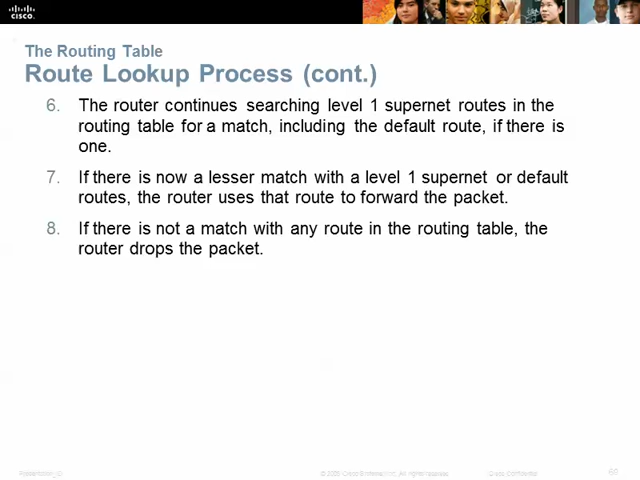 CISCO.
The Routing Table
Route Lookup Process (cont.)
6. The router continues searching level 1 supernet routes in the
routing table for a match, including the default route, if there is
one.
7. If there is now a lesser match with a level 1 supernet or default
routes, the router uses that route to forward the packet.
8. If there is not a match with any route in the routing table, the
router drops the packet.
Presentation_ID
Cisco Confidential